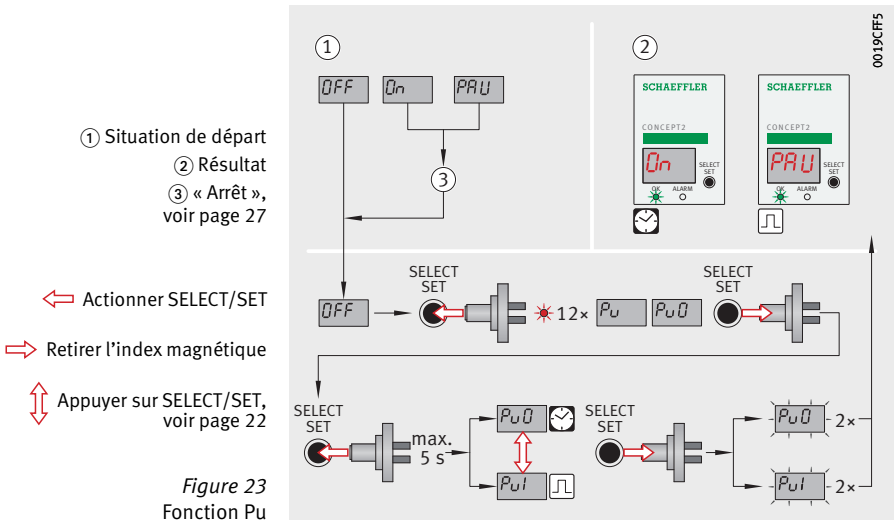 ① Situation de départ
② Résultat
③ « Arrêt »,
voir page 27
Actionner SELECT/SET
Retirer l’index magnétique
Appuyer sur SELECT/SET,
voir page 22
Figure 23
Fonction Pu
①
OFF On PAU
③
②
SCHAEFFLER
CONCEPT2
On
SELECT
SET
OK ALARM
SCHAEFFLER
CONCEPT2
PAU
SELECT
SET
OK ALARM
0019CFF5
OFF
SELECT
SET
12×
Pu Pu0
SELECT
SET
SELECT
SET
max.
5 s
Pu0
Pu1
SELECT
SET
Pu0 2×
Pu1 2×